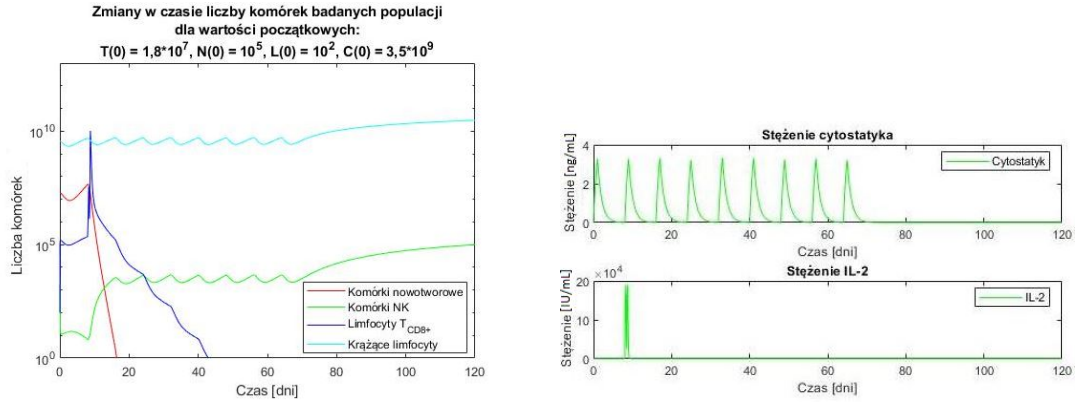 Zmiany w czasie liczby komórek badanych populacji
dla wartości początkowych:
T(0) = 1,8*10^7, N(0) = 10^5, L(0) = 10^2, C(0) = 3,5*10^9
Liczba komórek
10^10
10^5
10^0
0 20 40 60 80 100 120
Czas [dni]
Komórki nowotworowe
Komórki NK
Limfocyty T_CD8+
Krążące limfocyty
Stężenie cytostatyka
Stężenie [ng/mL]
4
2
0
0 20 40 60 80 100 120
Czas [dni]
Cytostatyk
Stężenie IL-2
Stężenie [IU/mL]
×10^4
20
10
0
0 20 40 60 80 100 120
Czas [dni]
IL-2